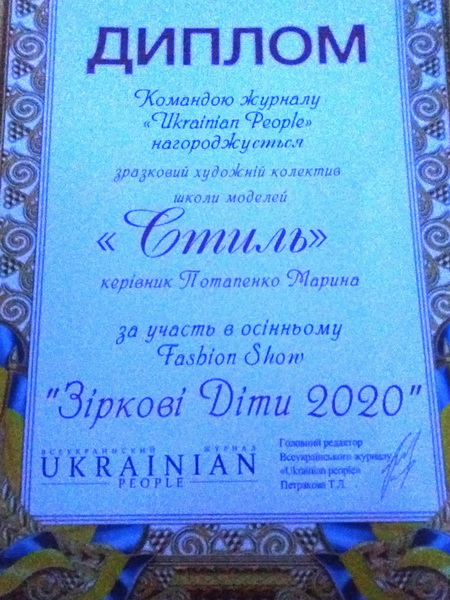 ДИПЛОМ
Командою журналу
«Ukrainian People»
нагороджується
зразковий художній колектив
школи моделей
«Стиль»
керівник Потапенко Марина
за участь в осінньому
Fashion Show
"Зіркові Діти 2020"
ВСЕУКРАИНСКИЙ ЖУРНАЛ
UKRAINIAN
PEOPLE
Головний редактор
Всеукраїнського журналу
«Ukrainian people»
Петракова Т.Л.